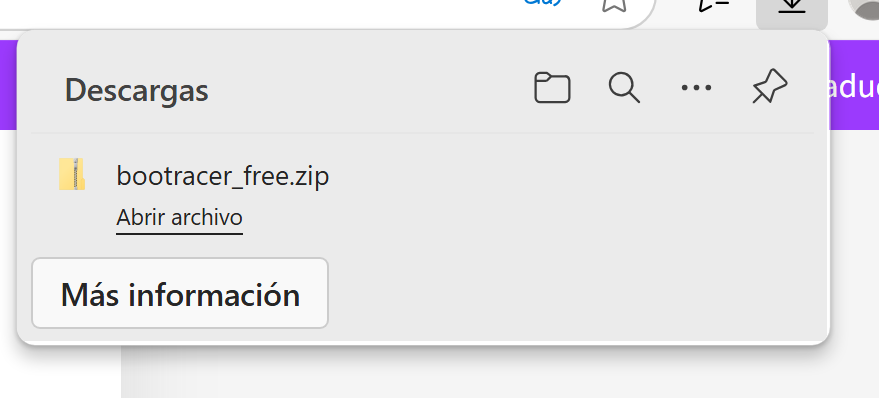 Descargas
bootracer_free.zip
Abrir archivo
Más información